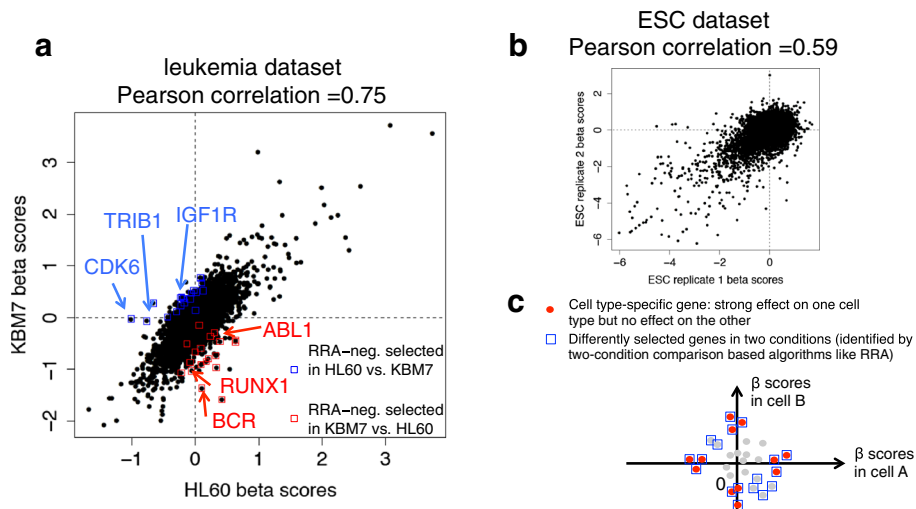 a
leukemia dataset
Pearson correlation =0.75
KBM7 beta scores
3
2
1
0
−1
−2
TRIB1
IGF1R
CDK6
ABL1
RUNX1
BCR
RRA−neg. selected
in HL60 vs. KBM7
RRA−neg. selected
in KBM7 vs. HL60
−1
0
1
2
3
HL60 beta scores
b
ESC dataset
Pearson correlation =0.59
ESC replicate 2 beta scores
2
0
-2
-4
-6
-6
-4
-2
0
ESC replicate 1 beta scores
c
Cell type-specific gene: strong effect on one cell
type but no effect on the other
Differently selected genes in two conditions (identified by
two-condition comparison based algorithms like RRA)
β scores
in cell B
β scores
in cell A
0